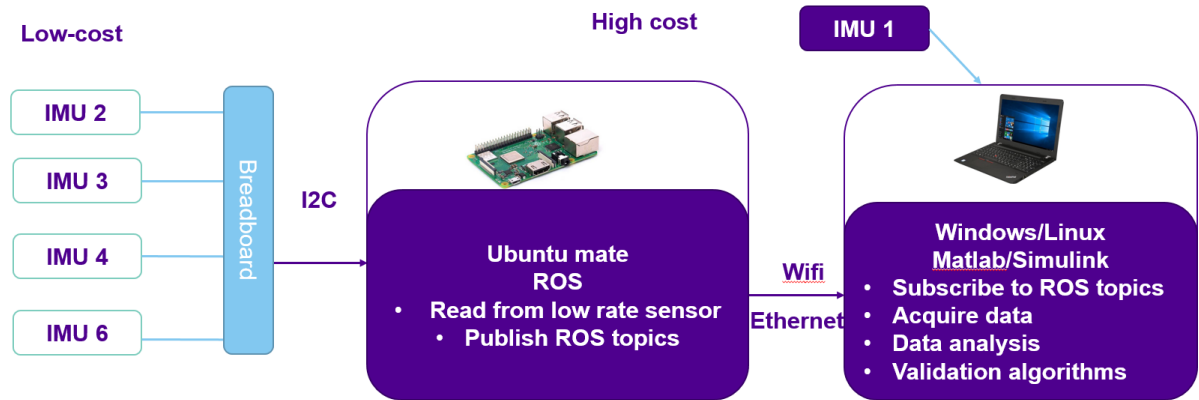 Low-cost
High cost
IMU 1
IMU 2
IMU 3
IMU 4
IMU 6
Breadboard
I2C
Ubuntu mate
ROS
• Read from low rate sensor
• Publish ROS topics
Wifi
Ethernet
Windows/Linux
Matlab/Simulink
• Subscribe to ROS topics
• Acquire data
• Data analysis
• Validation algorithms